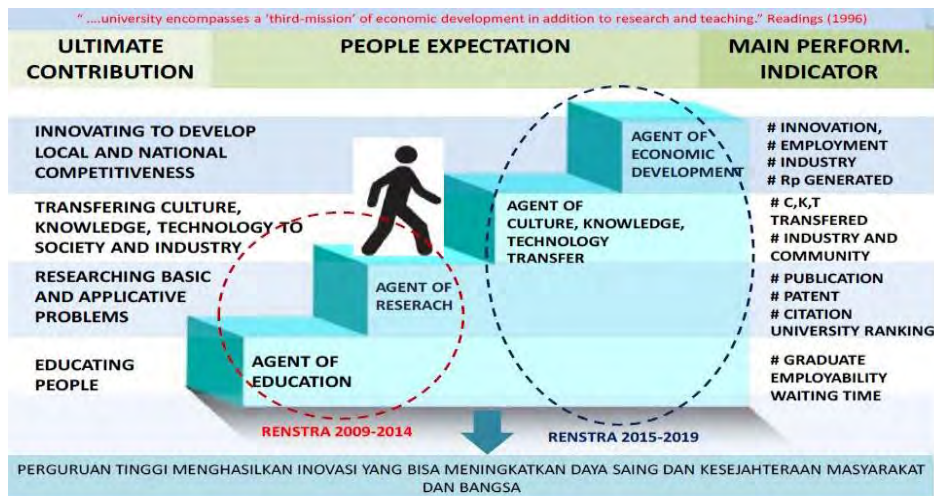 " ....university encompasses a 'third-mission' of economic development in addition to research and teaching." Readings (1996)
ULTIMATE
CONTRIBUTION
PEOPLE EXPECTATION
MAIN PERFORM.
INDICATOR
INNOVATING TO DEVELOP
LOCAL AND NATIONAL
COMPETITIVENESS
AGENT OF
ECONOMIC
DEVELOPMENT
# INNOVATION,
# EMPLOYMENT
# INDUSTRY
# Rp GENERATED
TRANSFERING CULTURE,
KNOWLEDGE, TECHNOLOGY TO
SOCIETY AND INDUSTRY
AGENT OF
CULTURE, KNOWLEDGE,
TECHNOLOGY
TRANSFER
# C,K,T
TRANSFERED
# INDUSTRY AND
COMMUNITY
RESEARCHING BASIC
AND APPLICATIVE
PROBLEMS
AGENT OF
RESERACH
# PUBLICATION
# PATENT
# CITATION
UNIVERSITY RANKING
EDUCATING
PEOPLE
AGENT OF
EDUCATION
# GRADUATE
EMPLOYABILITY
WAITING TIME
RENSTRA 2009-2014
RENSTRA 2015-2019
PERGURUAN TINGGI MENGHASILKAN INOVASI YANG BISA MENINGKATKAN DAYA SAING DAN KESEJAHTERAAN MASYARAKAT
DAN BANGSA